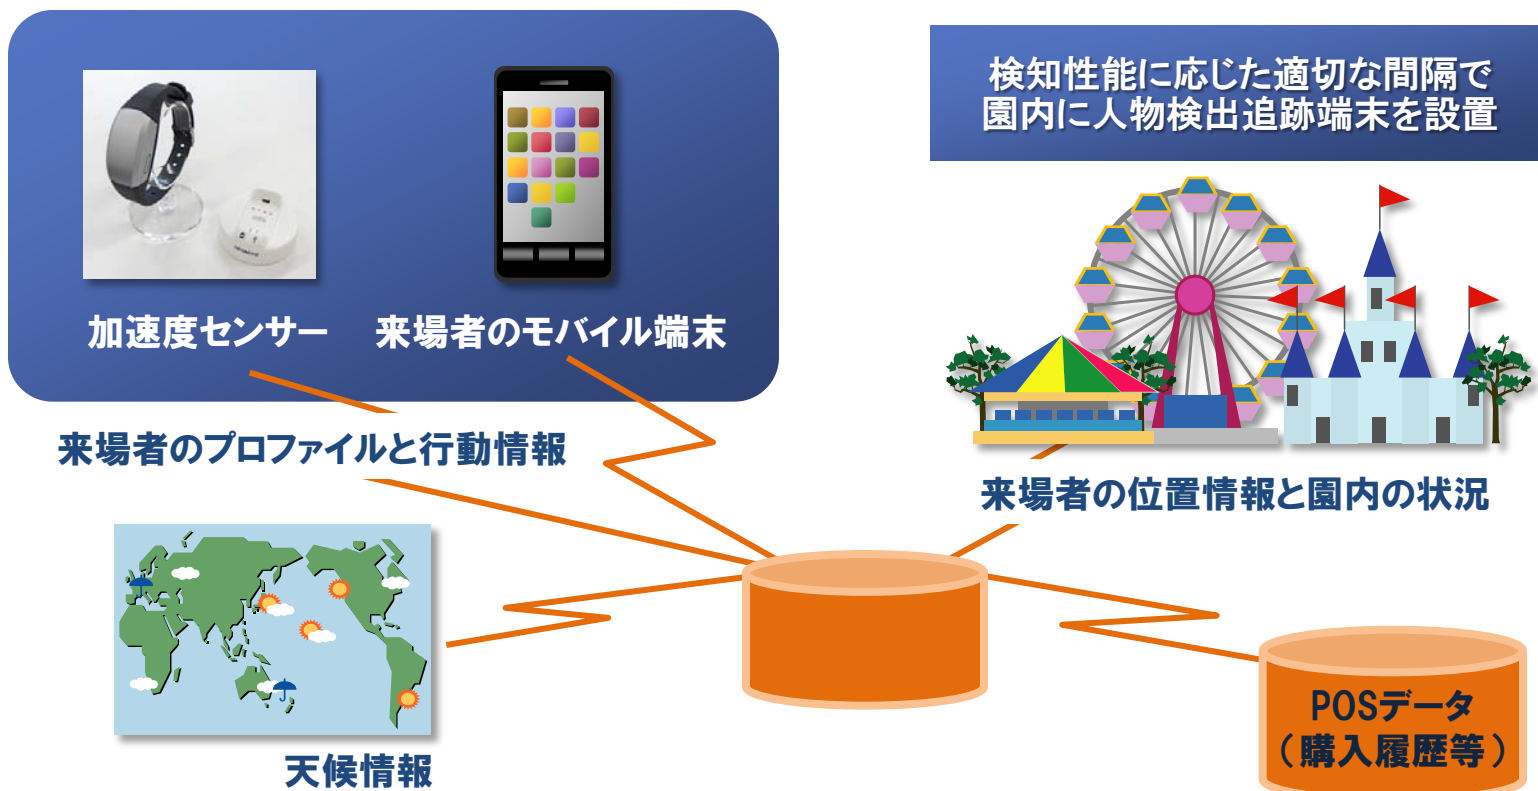 検知性能に応じた適切な間隔で
園内に人物検出追跡端末を設置
加速度センサー
来場者のモバイル端末
来場者のプロファイルと行動情報
来場者の位置情報と園内の状況
天候情報
POSデータ
(購入履歴等)